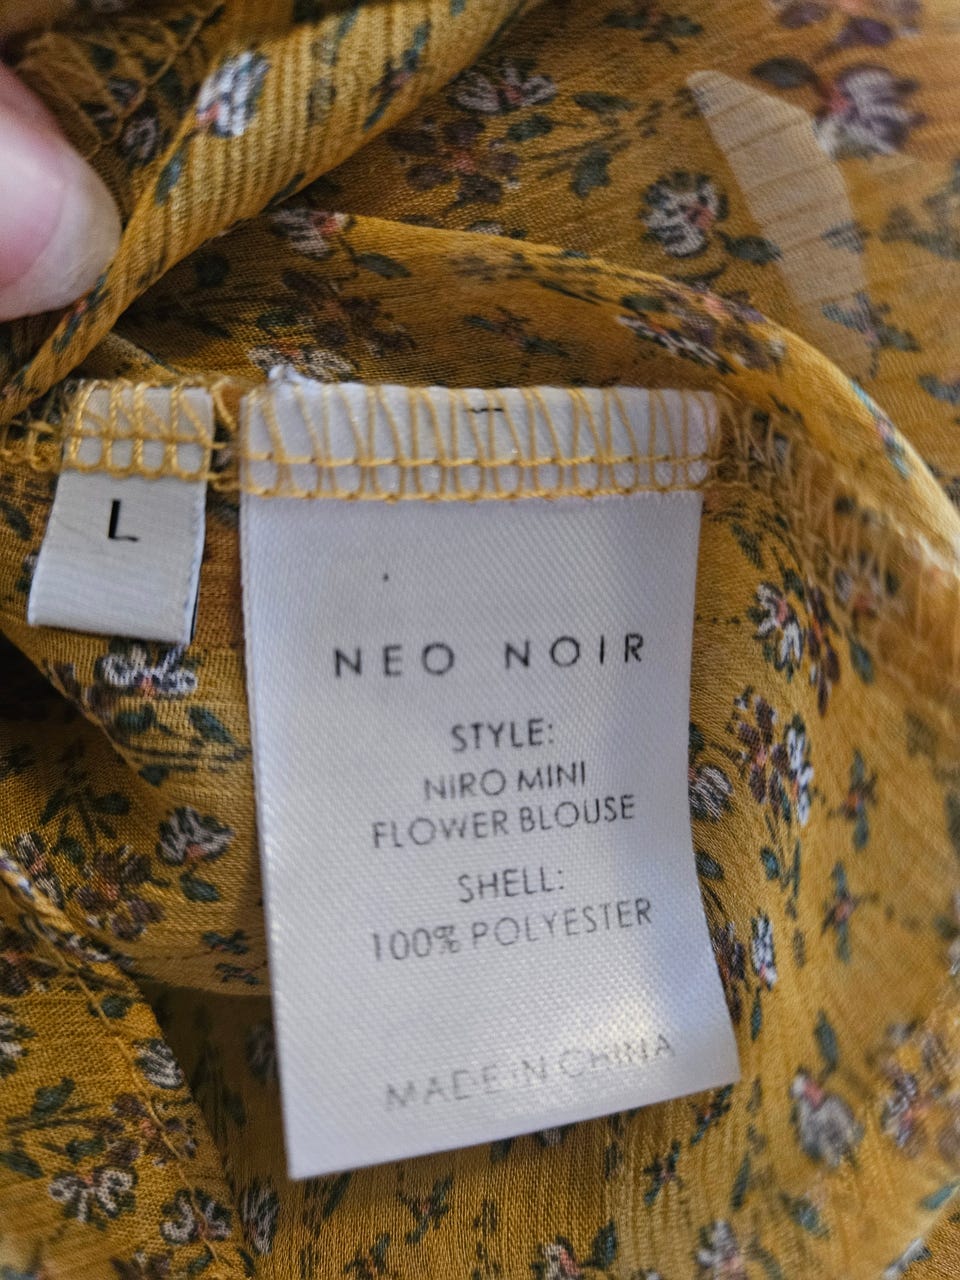 L
NEO NOIR
STYLE:
NIRO MINI
FLOWER BLOUSE
SHELL:
100% POLYESTER
MADE IN CHINA